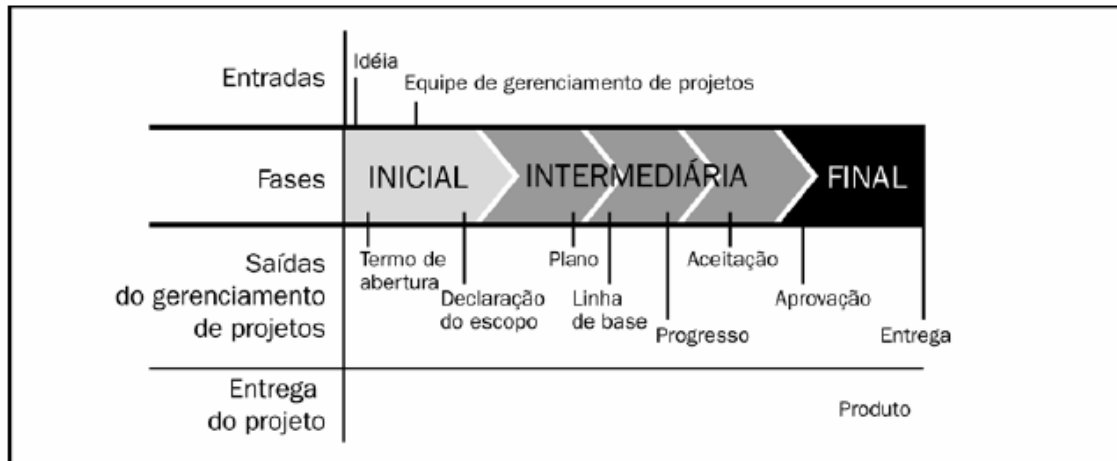 Entradas
Idéia
Equipe de gerenciamento de projetos
Fases
INICIAL
INTERMEDIÁRIA
FINAL
Saídas
do gerenciamento
de projetos
Termo de
abertura
Declaração
do escopo
Plano
Linha
de base
Progresso
Aceitação
Aprovação
Entrega
Entrega
do projeto
Produto